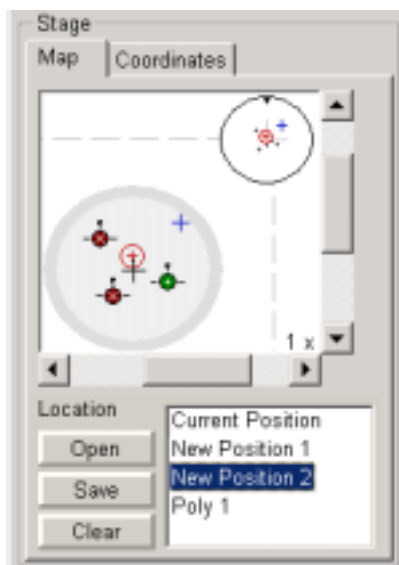 Stage
Map
Coordinates
1 x
Location
Open
Save
Clear
Current Position
New Position 1
New Position 2
Poly 1